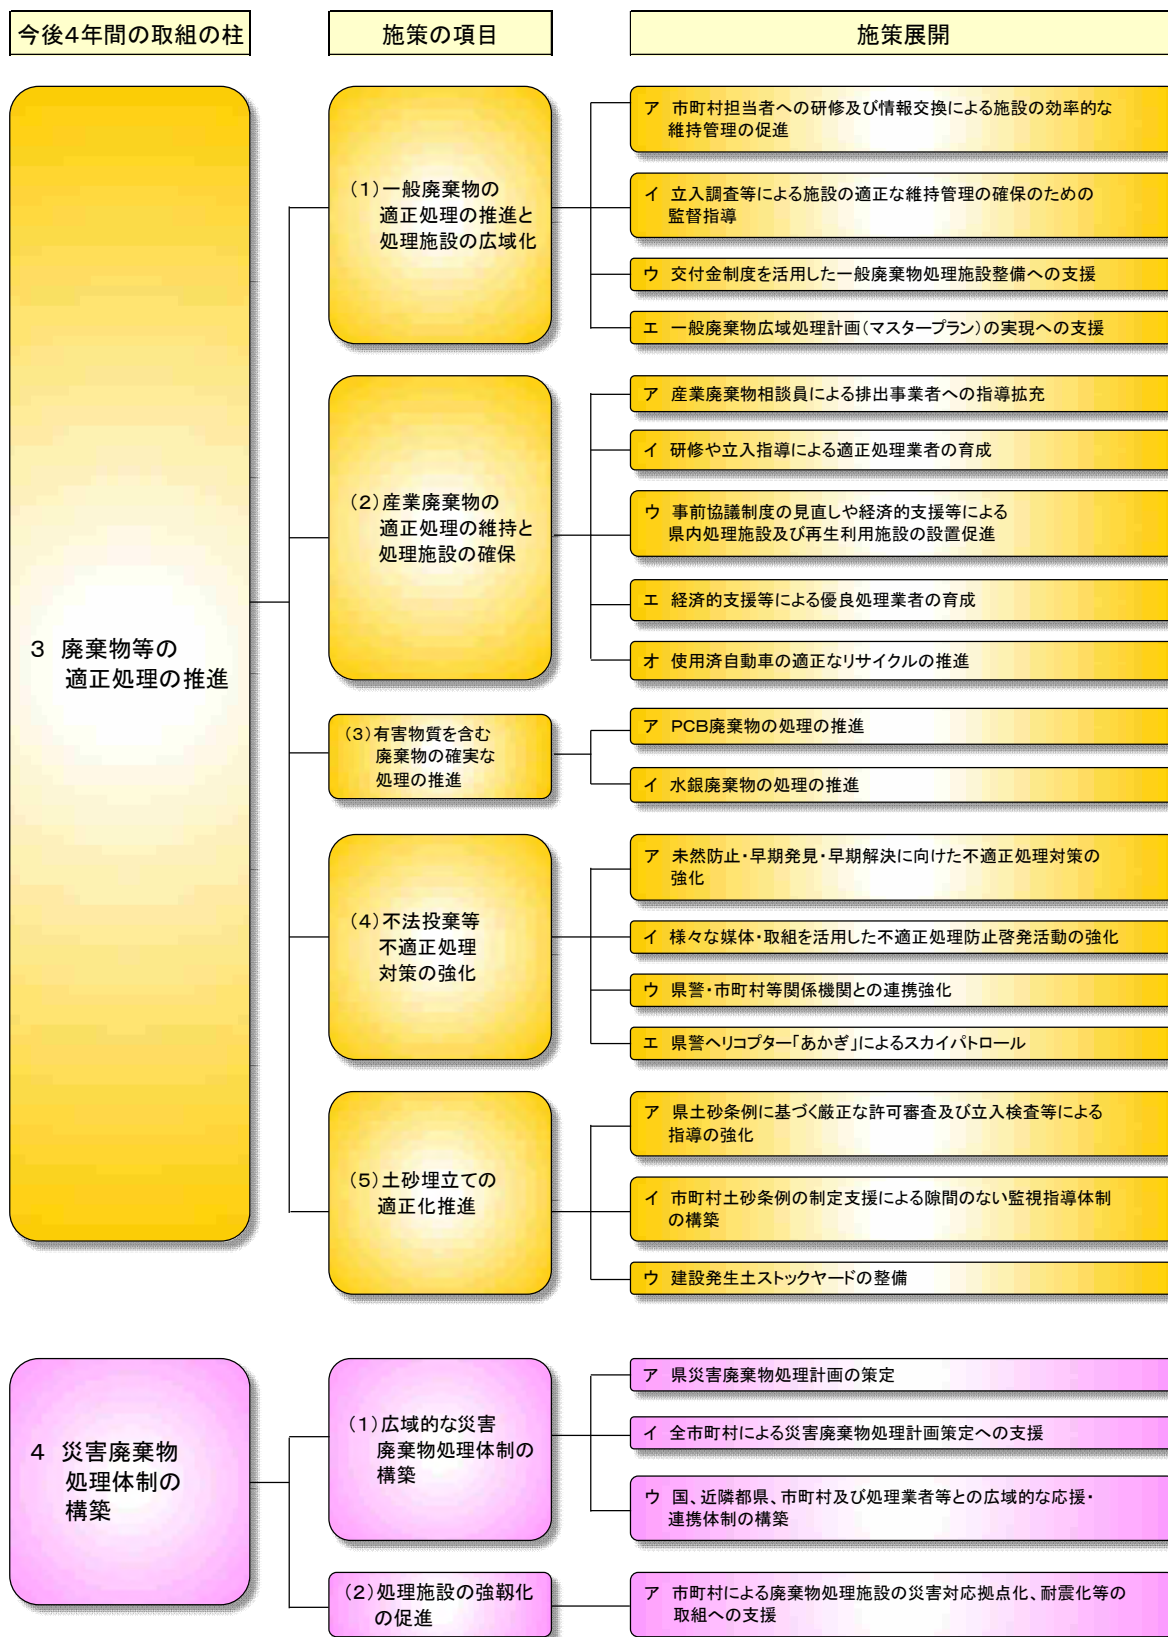 今後4年間の取組の柱
施策の項目
施策展開
3 廃棄物等の
適正処理の推進
(1)一般廃棄物の
適正処理の推進と
処理施設の広域化
ア 市町村担当者への研修及び情報交換による施設の効率的な
維持管理の促進
イ 立入調査等による施設の適正な維持管理の確保のための
監督指導
ウ 交付金制度を活用した一般廃棄物処理施設整備への支援
エ 一般廃棄物広域処理計画(マスタープラン)の実現への支援
(2)産業廃棄物の
適正処理の維持と
処理施設の確保
ア 産業廃棄物相談員による排出事業者への指導拡充
イ 研修や立入指導による適正処理業者の育成
ウ 事前協議制度の見直しや経済的支援等による
県内処理施設及び再生利用施設の設置促進
エ 経済的支援等による優良処理業者の育成
オ 使用済自動車の適正なリサイクルの推進
(3)有害物質を含む
廃棄物の確実な
処理の推進
ア PCB廃棄物の処理の推進
イ 水銀廃棄物の処理の推進
(4)不法投棄等
不適正処理
対策の強化
ア 未然防止・早期発見・早期解決に向けた不適正処理対策の
強化
イ 様々な媒体・取組を活用した不適正処理防止啓発活動の強化
ウ 県警・市町村等関係機関との連携強化
エ 県警ヘリコプター「あかぎ」によるスカイパトロール
(5)土砂埋立ての
適正化推進
ア 県土砂条例に基づく厳正な許可審査及び立入検査等による
指導の強化
イ 市町村土砂条例の制定支援による隙間のない監視指導体制
の構築
ウ 建設発生土ストックヤードの整備
4 災害廃棄物
処理体制の
構築
(1)広域的な災害
廃棄物処理体制の
構築
ア 県災害廃棄物処理計画の策定
イ 全市町村による災害廃棄物処理計画策定への支援
ウ 国、近隣都県、市町村及び処理業者等との広域的な応援・
連携体制の構築
(2)処理施設の強靱化
の促進
ア 市町村による廃棄物処理施設の災害対応拠点化、耐震化等の
取組への支援